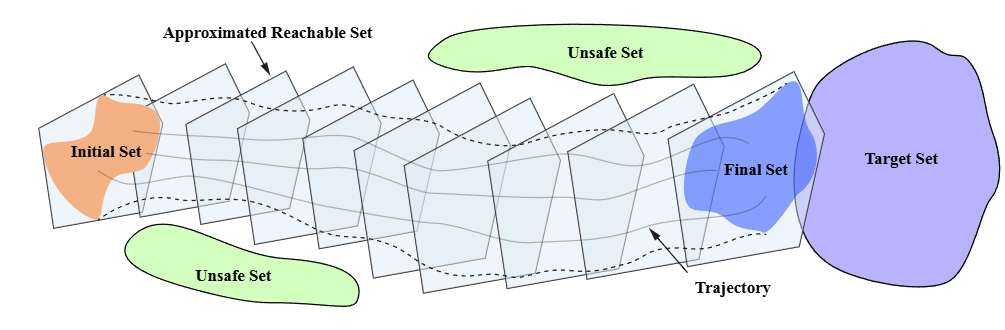 Approximated Reachable Set
Unsafe Set
Initial Set
Final Set
Target Set
Unsafe Set
Trajectory